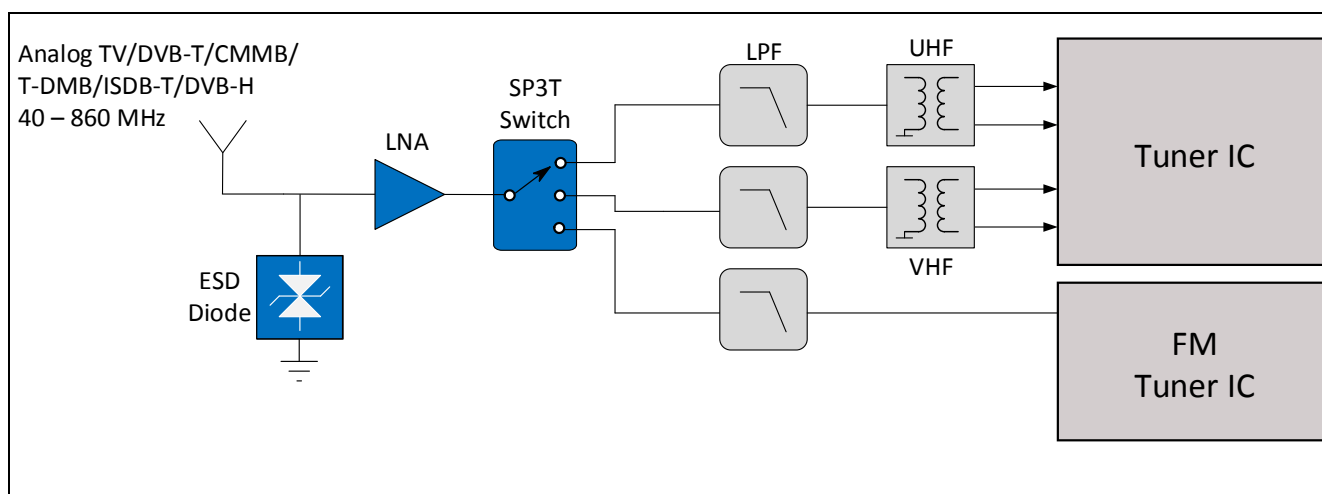 Analog TV/DVB-T/CMMB/
T-DMB/ISDB-T/DVB-H
40 – 860 MHz
LNA
SP3T
Switch
LPF
UHF
Tuner IC
VHF
ESD
Diode
FM
Tuner IC